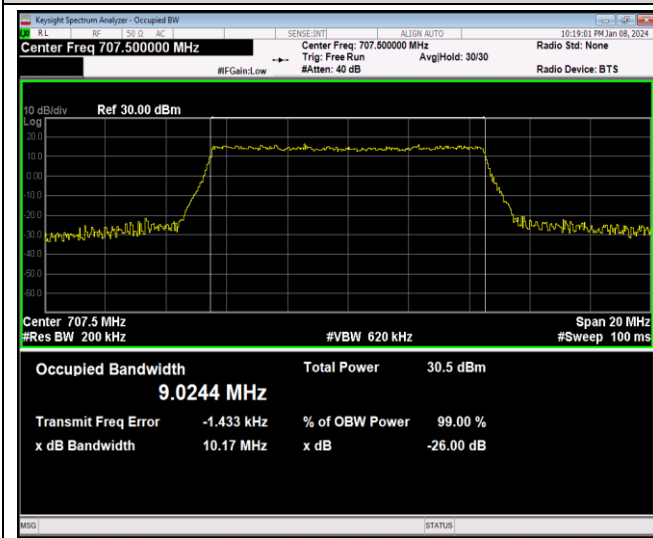 Keysight Spectrum Analyzer - Occupied BW
RL RF 50 Ω AC SENSE:INT ALIGN AUTO 10:19:01 PM Jan 08, 2024
Center Freq 707.500000 MHz Center Freq: 707.500000 MHz Radio Std: None
Trig: Free Run Avg|Hold: 30/30
#IFGain:Low #Atten: 40 dB Radio Device: BTS
10 dB/div Ref 30.00 dBm
Log
20.0
10.0
0.00
-10.0
-20.0
-30.0
-40.0
-50.0
-60.0
Center 707.5 MHz Span 20 MHz
#Res BW 200 kHz #VBW 620 kHz #Sweep 100 ms
Occupied Bandwidth Total Power 30.5 dBm
9.0244 MHz
Transmit Freq Error -1.433 kHz % of OBW Power 99.00 %
x dB Bandwidth 10.17 MHz x dB -26.00 dB
MSG STATUS